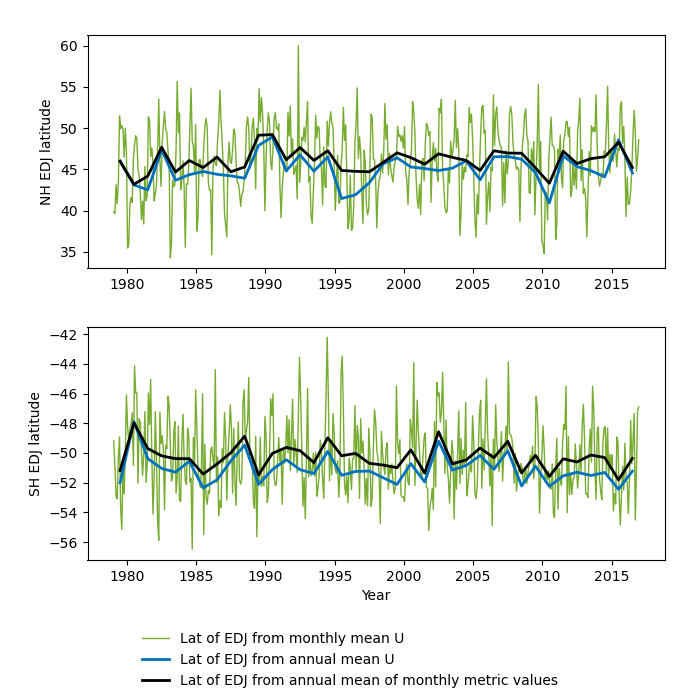 60
55
50
45
40
35
NH EDJ latitude
1980 1985 1990 1995 2000 2005 2010 2015
−42
−44
−46
−48
−50
−52
−54
−56
SH EDJ latitude
1980 1985 1990 1995 2000 2005 2010 2015
Year
Lat of EDJ from monthly mean U
Lat of EDJ from annual mean U
Lat of EDJ from annual mean of monthly metric values